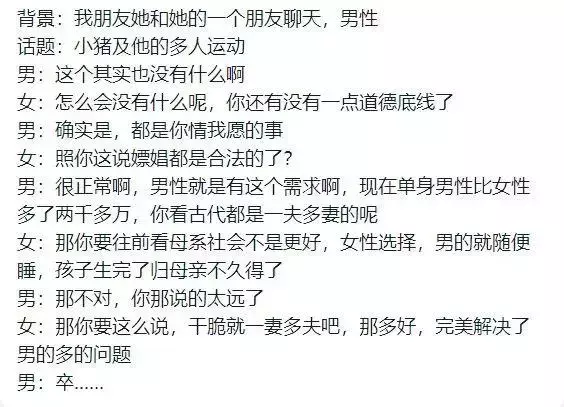 背景：我朋友她和她的一个朋友聊天，男性
话题：小猪及他的多人运动
男：这个其实也没有什么啊
女：怎么会没有什么呢，你还有没有一点道德底线了
男：确实是，都是你情我愿的事
女：照你这说嫖娼都是合法的了？
男：很正常啊，男性就是有这个需求啊，现在单身男性比女性
多了两千多万，你看古代都是一夫多妻的呢
女：那你要往前看母系社会不是更好，女性选择，男的就随便
睡，孩子生完了归母亲不久得了
男：那不对，你那说的太远了
女：那你要这么说，干脆就一妻多夫吧，那多好，完美解决了
男的多的问题
男：卒......